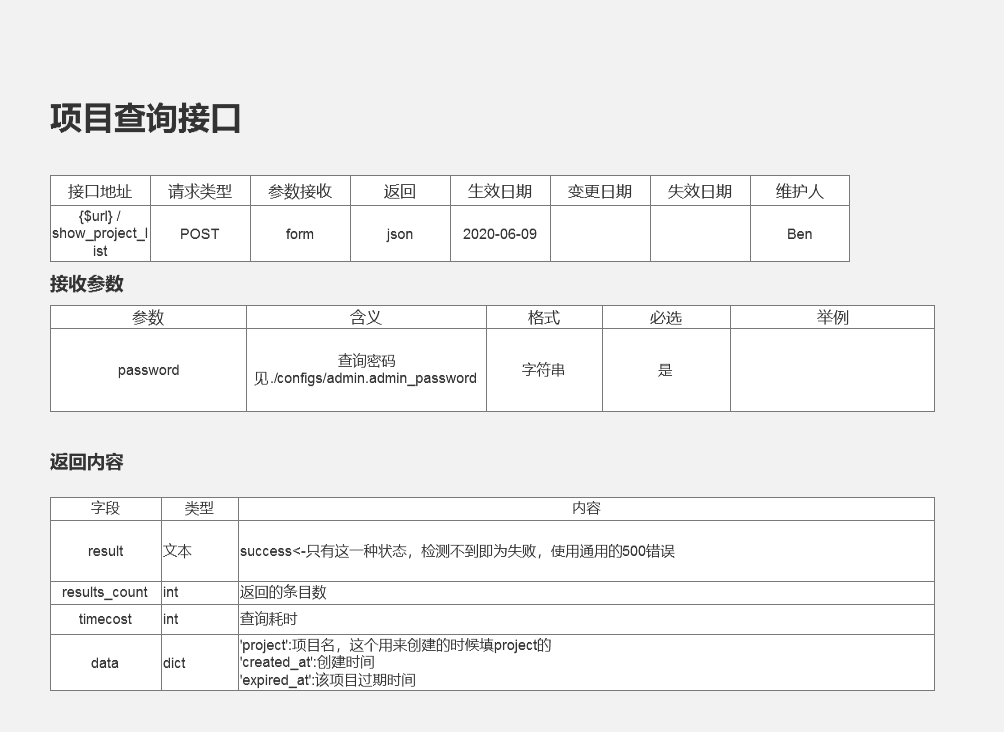 项目查询接口
接口地址 请求类型 参数接收 返回 生效日期 变更日期 失效日期 维护人
{$url} /
show_project_l
ist
POST form json 2020-06-09 Ben
接收参数
参数 含义 格式 必选 举例
password
查询密码
见./configs/admin.admin_password
字符串 是
返回内容
字段 类型 内容
result 文本 success<-只有这一种状态，检测不到即为失败，使用通用的500错误
results_count int 返回的条目数
timecost int 查询耗时
data dict
'project':项目名，这个用来创建的时候填project的
'created_at':创建时间
'expired_at':该项目过期时间